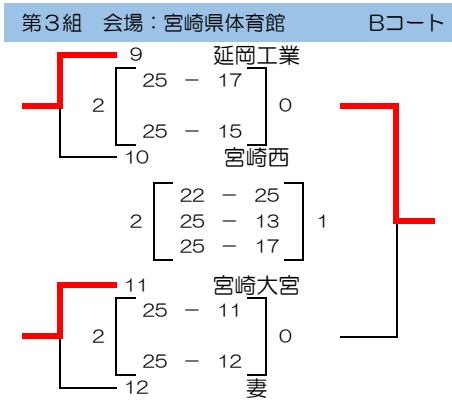 第３組　会場：宮崎県体育館　Ｂコート
9 延岡工業
25 － 17
2 0
25 － 15
10 宮崎西
22 － 25
2 25 － 13 1
25 － 17
11 宮崎大宮
25 － 11
2 0
25 － 12
12 妻